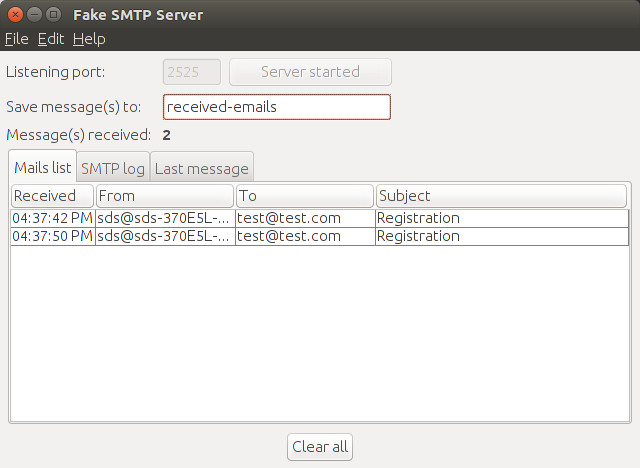 Fake SMTP Server
File Edit Help
Listening port: 2525 Server started
Save message(s) to: received-emails
Message(s) received: 2
Mails list SMTP log Last message
Received From To Subject
04:37:42 PM sds@sds-370E5L-... test@test.com Registration
04:37:50 PM sds@sds-370E5L-... test@test.com Registration
Clear all